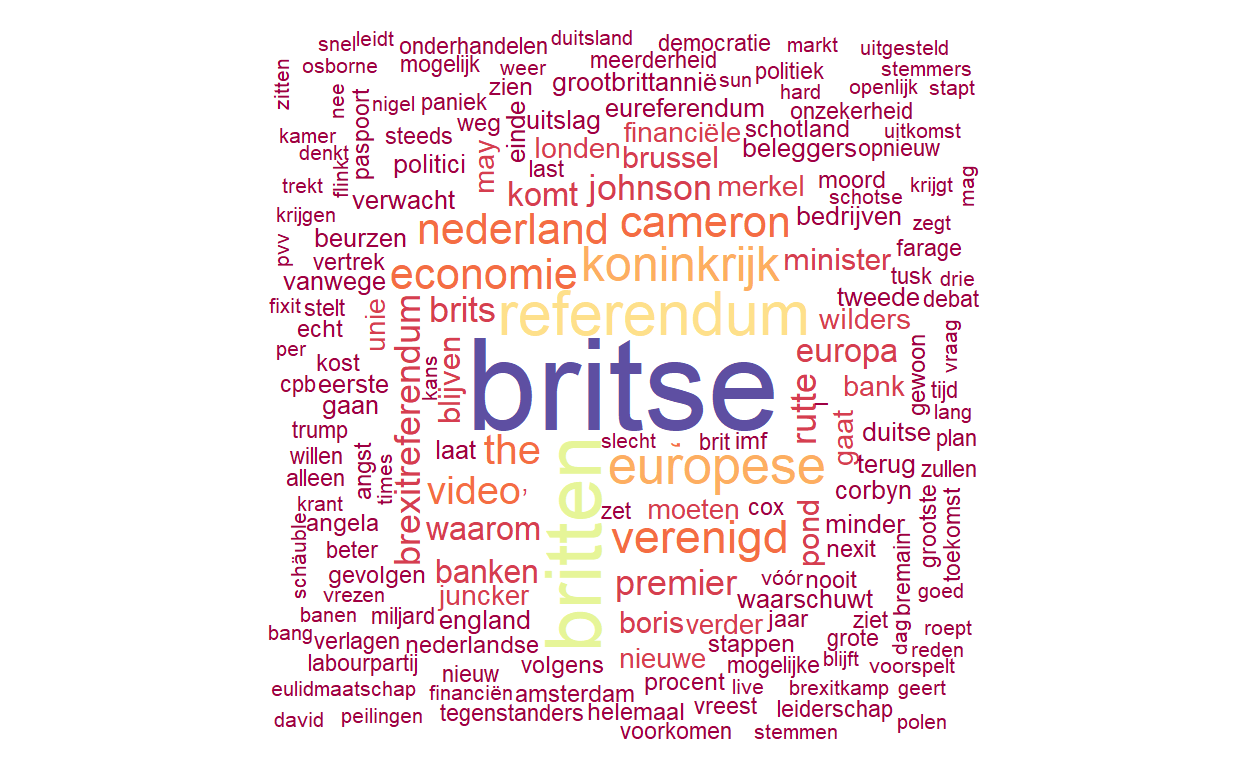 snel leidt onderhandelen duitsland democratie markt uitgesteld
osborne mogelijk weer meerderheid politiek stemmers
zitten nee zien grootbrittannië sun hard openlijk stapt
nigel paniek eureferendum onzekerheid
kamer paspoort steeds weg einde uitslag financiële schotland uitkomst
denkt flinkt politici may londen brussel beleggers opnieuw
trekt last moord krijgt mag
verwacht komt johnson merkel schotse
krijgen nederland cameron bedrijven zegt
pvv beurzen farage
vertrek economie koninkrijk minister tusk drie
vanwege
fixit stelt unie brits referendum tweede debat
echt wilders
per brexitreferendum blijven britse europa gewoon vraag
kost kans
cpb eerste rutte bank tijd
gaan l lang
trump laat the slecht ‘ brit imf gaat duitse plan
willen angst britten europese terug zullen
alleen times video ’ corbyn
krant zet moeten cox grootste toekomst
schäuble angela waarom verenigd pond minder
beter nexit
gevolgen banken premier vóór nooit bremain goed
vrezen juncker waarschuwt
banen miljard england boris verder jaar ziet dag roept
bang verlagen nederlandse stappen grote reden
labourpartij volgens nieuwe mogelijke blijft voorspelt
nieuw procent
eulidmaatschap financiën amsterdam live brexitkamp geert
david peilingen tegenstanders helemaal vreest leiderschap polen
voorkomen stemmen